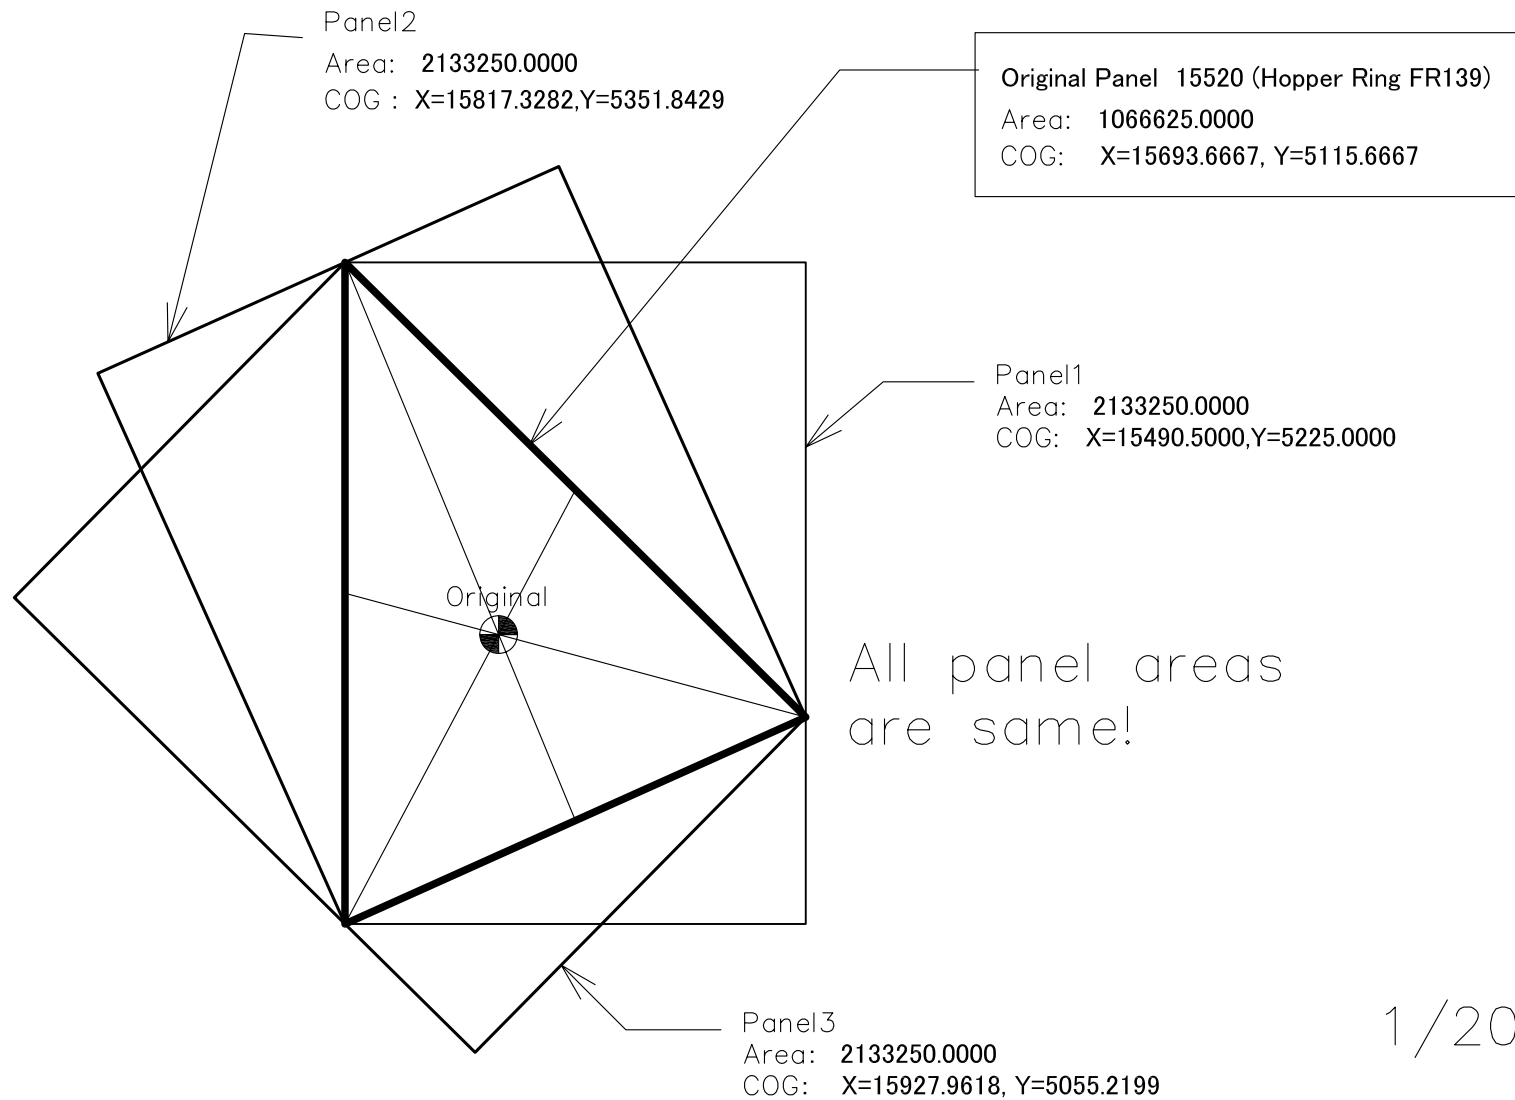 Panel2
Area: 2133250.0000
COG : X=15817.3282,Y=5351.8429
Original Panel 15520 (Hopper Ring FR139)
Area: 1066625.0000
COG: X=15693.6667, Y=5115.6667
Panel1
Area: 2133250.0000
COG: X=15490.5000,Y=5225.0000
Original
All panel areas
are same!
Panel3
Area: 2133250.0000
COG: X=15927.9618, Y=5055.2199
1/20